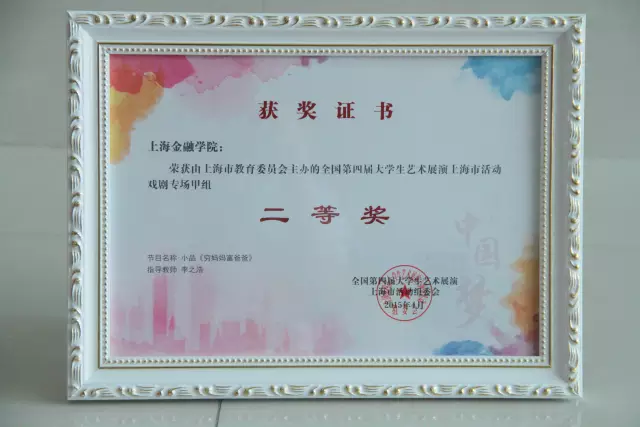 获奖证书
上海金融学院：
荣获由上海市教育委员会主办的全国第四届大学生艺术展演上海市活动
戏剧专场甲组
二等奖
节目名称 小品《穷妈妈富爸爸》
指导教师 李之浩
中国梦
全国第四届大学生艺术展演
上海市活动组委会
2015年4月